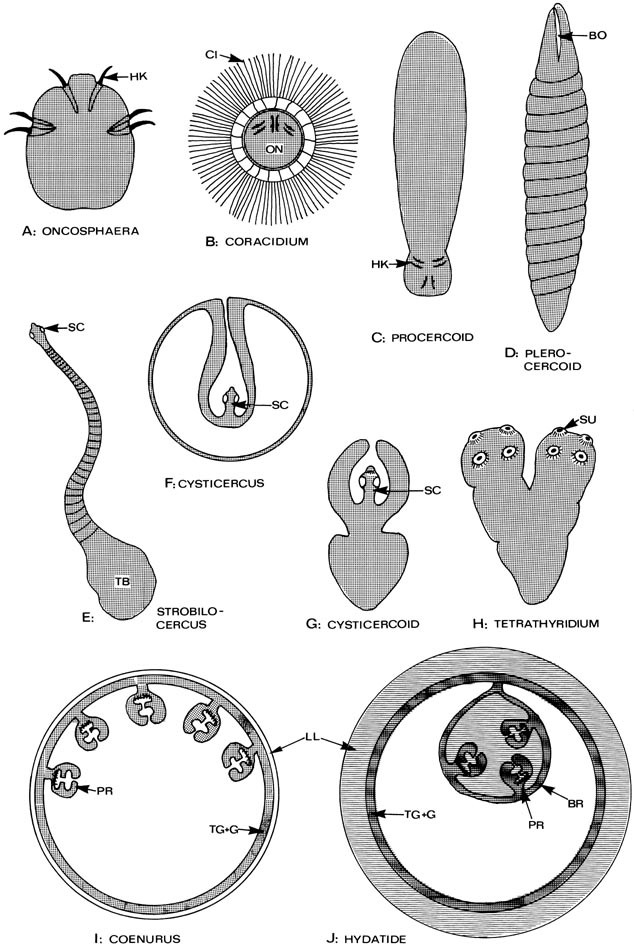 HK
A: ONCOSPHAERA
CI
ON
B: CORACIDIUM
HK
C: PROCERCOID
BO
D: PLERO-
CERCOID
SC
TB
E: STROBILO-
CERCUS
SC
F: CYSTICERCUS
SC
G: CYSTICERCOID
SU
H: TETRATHYRIDIUM
PR
TG+G
LL
I: COENURUS
TG+G
PR
BR
J: HYDATIDE